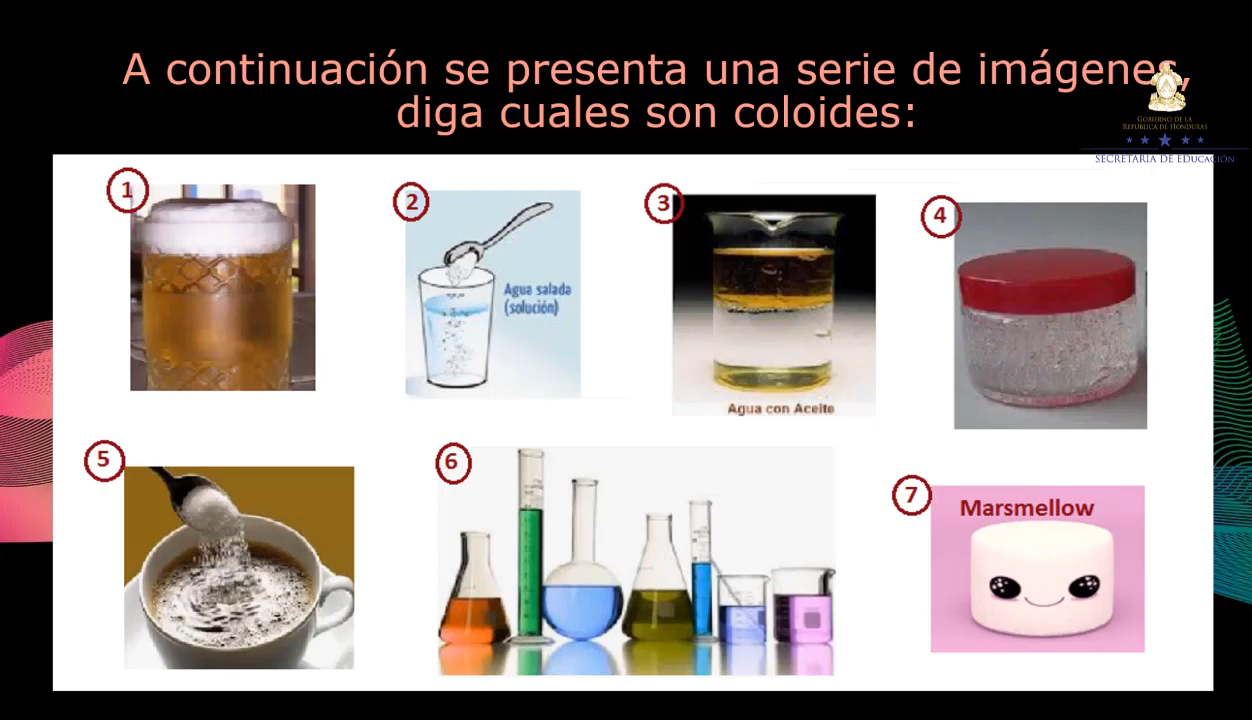 A continuación se presenta una serie de imágenes,
diga cuales son coloides:
GOBIERNO DE LA
REPÚBLICA DE HONDURAS
SECRETARÍA DE EDUCACIÓN
1
2
3
4
Agua salada
(solución)
Agua con Aceite
5
6
7
Marsmellow